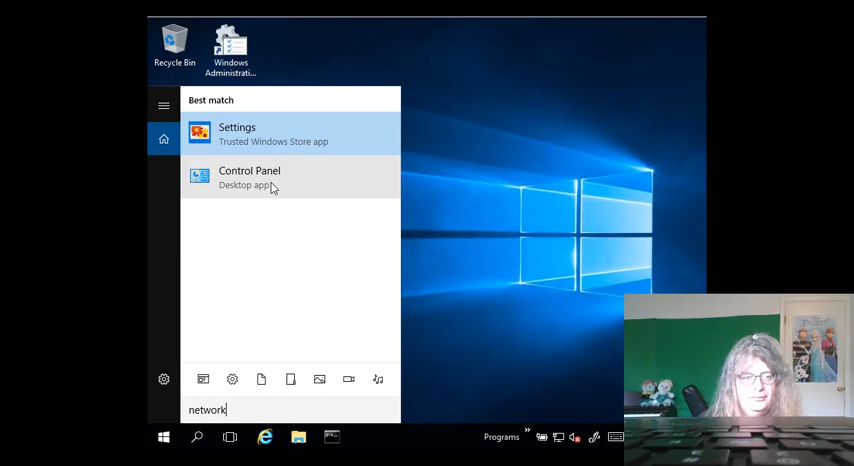 Recycle Bin
Windows
Administrati...
Best match
Settings
Trusted Windows Store app
Control Panel
Desktop app
network
Programs